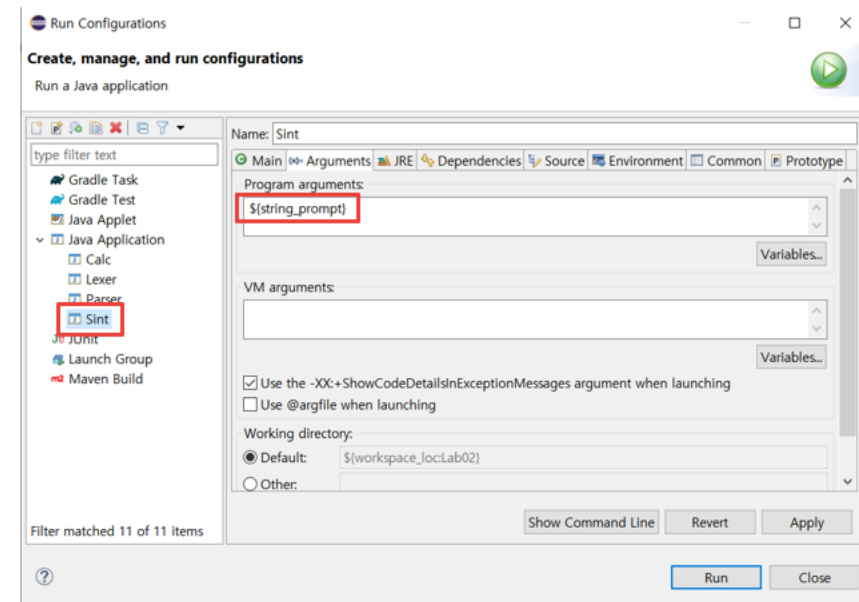 Run Configurations
Create, manage, and run configurations
Run a Java application
type filter text
Gradle Task
Gradle Test
Java Applet
Java Application
Calc
Lexer
Parser
Sint
JUnit
Launch Group
Maven Build
Filter matched 11 of 11 items
Name: Sint
Main Arguments JRE Dependencies Source Environment Common Prototype
Program arguments:
${string_prompt}
Variables...
VM arguments:
Variables...
Use the -XX:+ShowCodeDetailsInExceptionMessages argument when launching
Use @argfile when launching
Working directory:
Default: ${workspace_loc:Lab02}
Other:
Show Command Line Revert Apply
Run Close